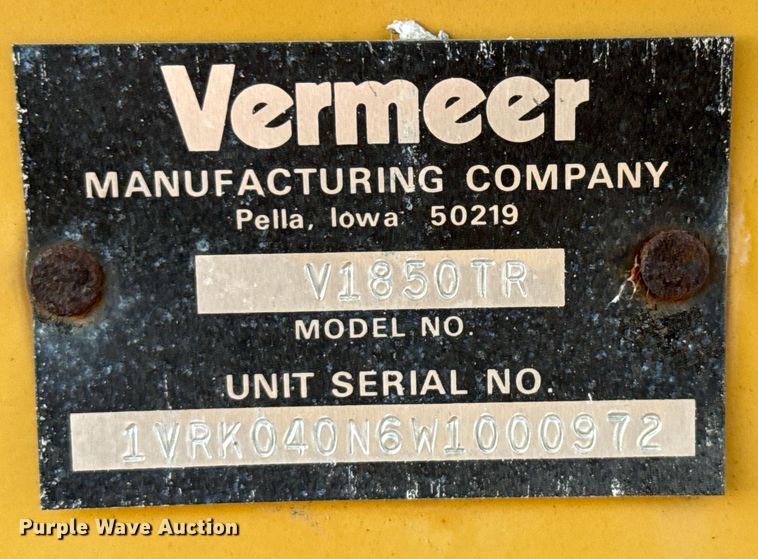 Vermeer
MANUFACTURING COMPANY
Pella, Iowa 50219
V1850TR
MODEL NO.
UNIT SERIAL NO.
1VRK040N6W1000972
Purple Wave Auction